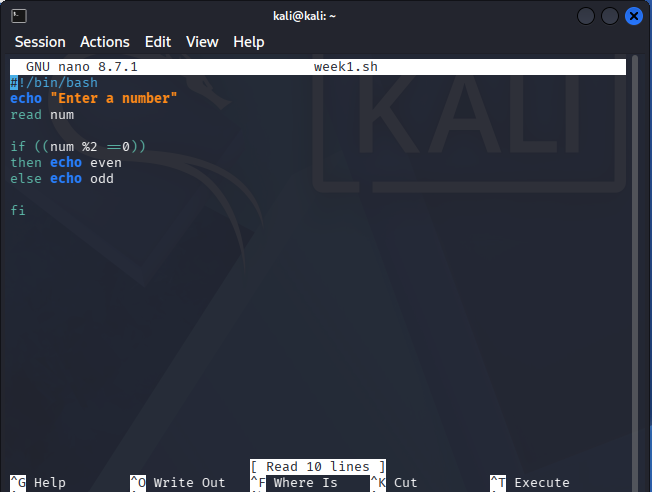 kali@kali: ~
Session Actions Edit View Help
GNU nano 8.7.1 week1.sh
#!/bin/bash
echo "Enter a number"
read num
if ((num %2 ==0))
then echo even
else echo odd
fi
KALI
[ Read 10 lines ]
^G Help ^O Write Out ^F Where Is ^K Cut ^T Execute